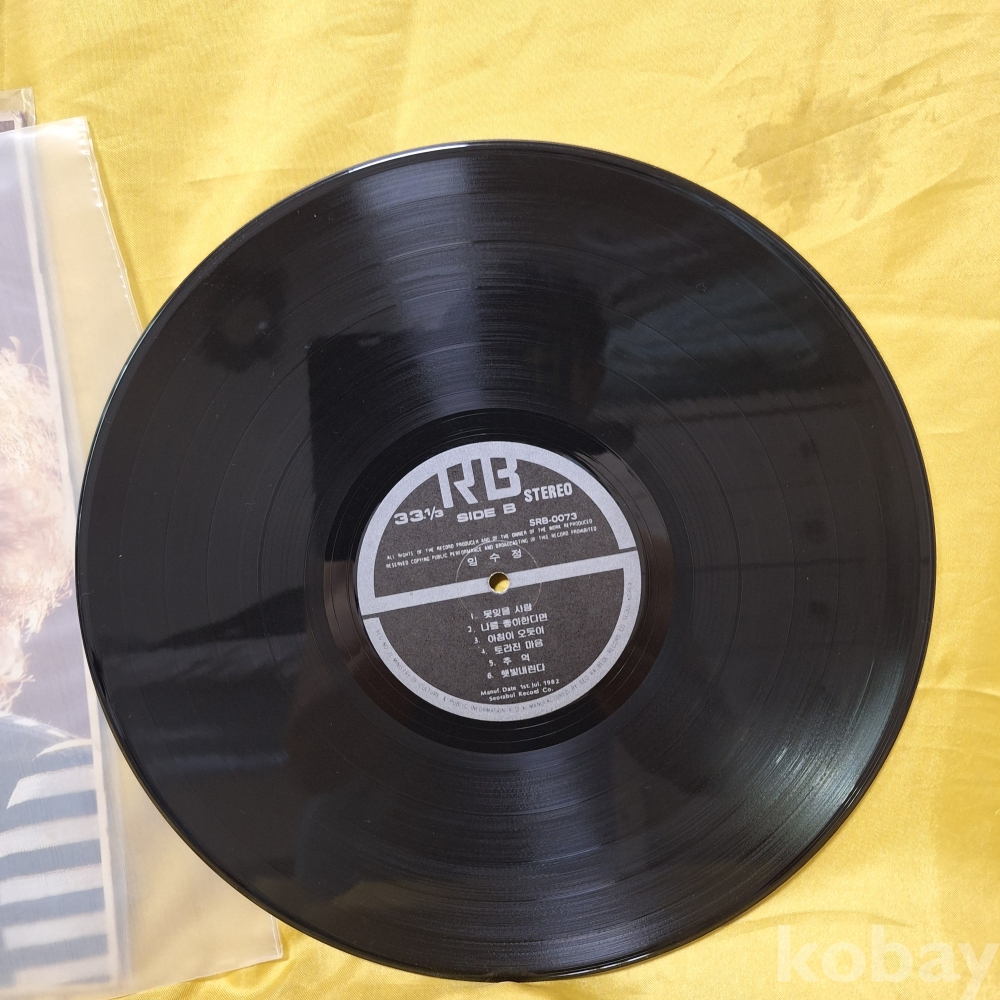 RB
STEREO
33⅓ SIDE B
SRB-0073
ALL RIGHTS OF THE RECORD PRODUCER AND OF THE OWNER OF THE WORK REPRODUCED
RESERVED COPYING PUBLIC PERFORMANCE AND BROADCASTING OF THIS RECORD PROHIBITED
임수정
1. 못잊을 사랑
2. 나를 좋아한다면
3. 아침이 오듯이
4. 토라진 마음
5. 추 억
6. 햇빛내린다
Manuf. Date 1st. Jul. 1982
Seorabul Record Co.
kobay